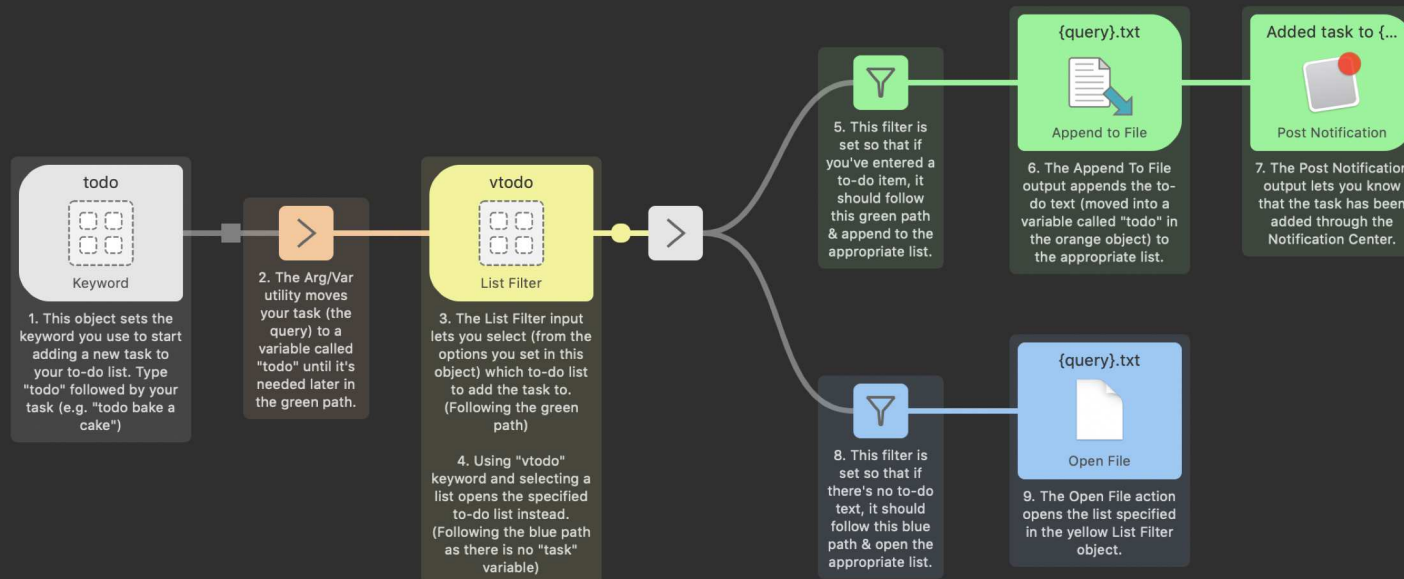 todo
Keyword
1. This object sets the
keyword you use to start
adding a new task to
your to-do list. Type
"todo" followed by your
task (e.g. "todo bake a
cake")
2. The Arg/Var
utility moves
your task (the
query) to a
variable called
"todo" until it's
needed later in
the green path.
vtodo
List Filter
3. The List Filter input
lets you select (from the
options you set in this
object) which to-do list
to add the task to.
(Following the green
path)
4. Using "vtodo"
keyword and selecting a
list opens the specified
to-do list instead.
(Following the blue path
as there is no "task"
variable)
5. This filter is
set so that if
you've entered a
to-do item, it
should follow
this green path
& append to the
appropriate list.
{query}.txt
Append to File
6. The Append To File
output appends the to-
do text (moved into a
variable called "todo" in
the orange object) to
the appropriate list.
Added task to {...
Post Notification
7. The Post Notification
output lets you know
that the task has been
added through the
Notification Center.
8. This filter is
set so that if
there's no to-do
text, it should
follow this blue
path & open the
appropriate list.
{query}.txt
Open File
9. The Open File action
opens the list specified
in the yellow List Filter
object.